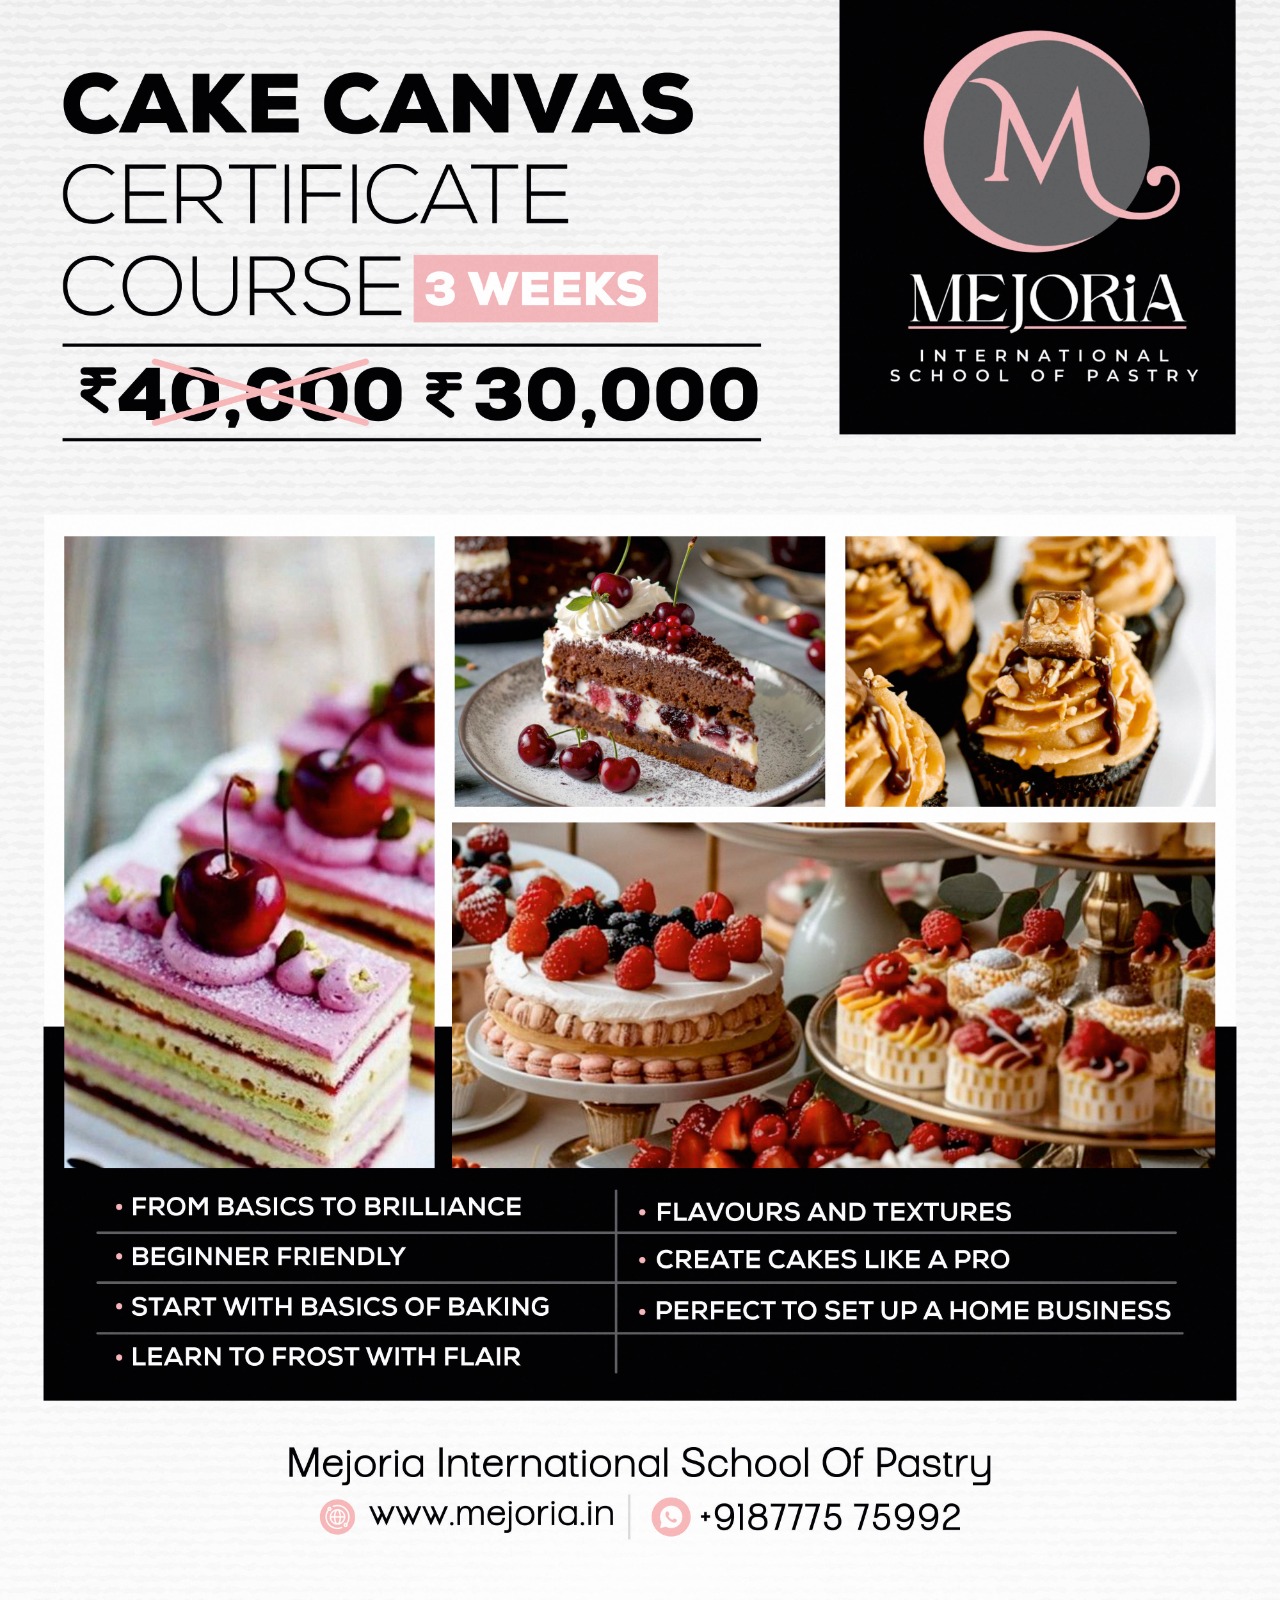 CAKE CANVAS
CERTIFICATE
COURSE 3 WEEKS
₹40,000 ₹30,000
M
MEJORiA
INTERNATIONAL
SCHOOL OF PASTRY
• FROM BASICS TO BRILLIANCE
• BEGINNER FRIENDLY
• START WITH BASICS OF BAKING
• LEARN TO FROST WITH FLAIR
• FLAVOURS AND TEXTURES
• CREATE CAKES LIKE A PRO
• PERFECT TO SET UP A HOME BUSINESS
Mejoria International School Of Pastry
www.mejoria.in
+9187775 75992